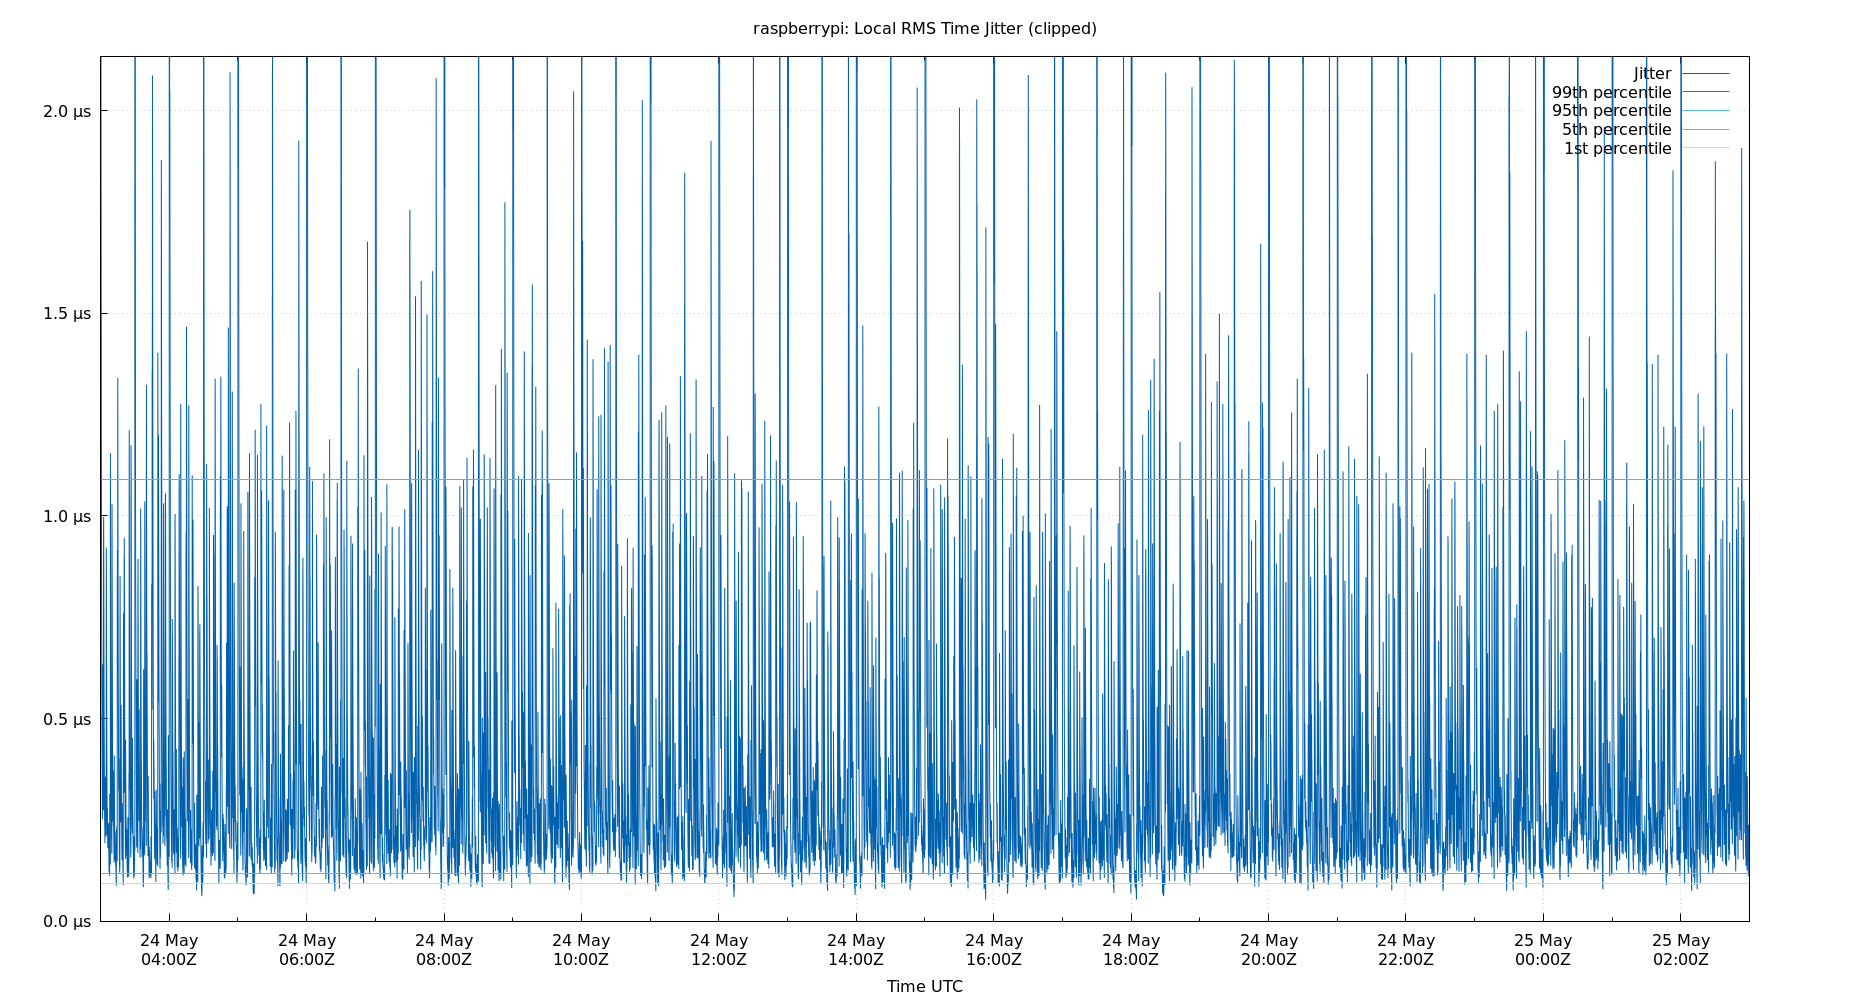 raspberrypi: Local RMS Time Jitter (clipped)
Jitter
99th percentile
95th percentile
5th percentile
1st percentile
2.0 µs
1.5 µs
1.0 µs
0.5 µs
0.0 µs
24 May 24 May 24 May 24 May 24 May 24 May 24 May 24 May 24 May 24 May 25 May 25 May
04:00Z 06:00Z 08:00Z 10:00Z 12:00Z 14:00Z 16:00Z 18:00Z 20:00Z 22:00Z 00:00Z 02:00Z
Time UTC